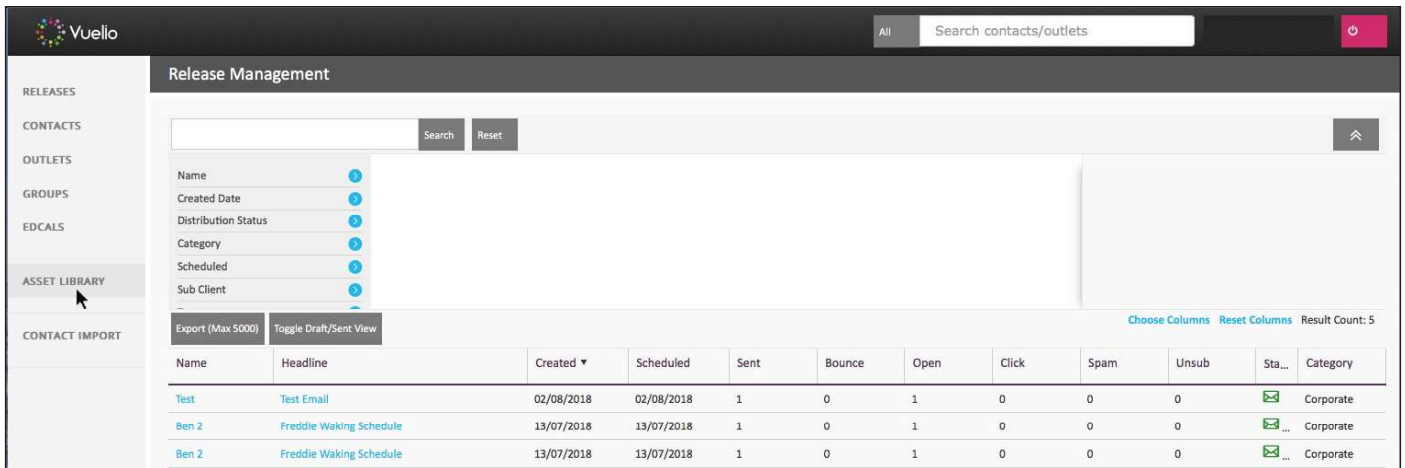 Vuelio
All Search contacts/outlets
Release Management
RELEASES
CONTACTS
OUTLETS
GROUPS
EDCALS
ASSET LIBRARY
CONTACT IMPORT
Search Reset
Name
Created Date
Distribution Status
Category
Scheduled
Sub Client
Export (Max 5000) Toggle Draft/Sent View Choose Columns Reset Columns Result Count: 5
Name Headline Created ▼ Scheduled Sent Bounce Open Click Spam Unsub Sta... Category
Test Test Email 02/08/2018 02/08/2018 1 0 1 0 0 0 Corporate
Ben 2 Freddie Waking Schedule 13/07/2018 13/07/2018 1 0 1 0 0 0 ... Corporate
Ben 2 Freddie Waking Schedule 13/07/2018 13/07/2018 1 0 1 0 0 0 ... Corporate